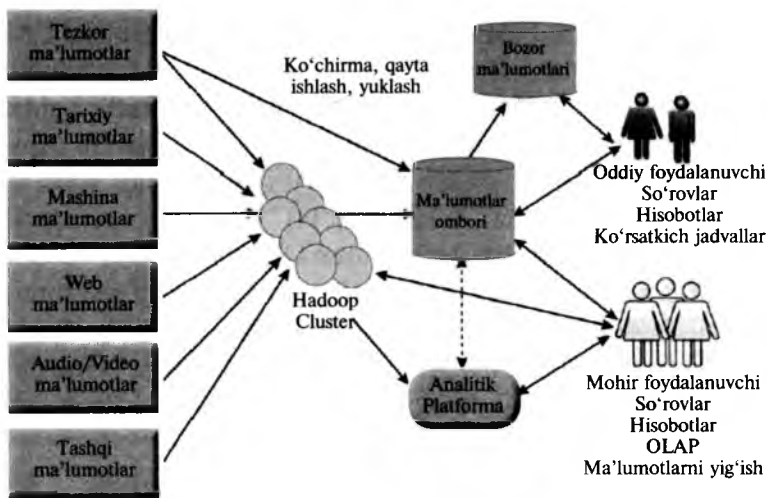 Tezkor
ma'lumotlar
Tarixiy
ma'lumotlar
Mashina
ma'lumotlar
Web
ma'lumotlar
Audio/Video
ma'lumotlar
Tashqi
ma'lumotlar
Ko‘chirma, qayta
ishlash, yuklash
Hadoop
Cluster
Bozor
ma'lumotlari
Ma'lumotlar
ombori
Analitik
Platforma
Oddiy foydalanuvchi
So‘rovlar
Hisobotlar
Ko‘rsatkich jadvallar
Mohir foydalanuvchi
So‘rovlar
Hisobotlar
OLAP
Ma'lumotlarni yig‘ish